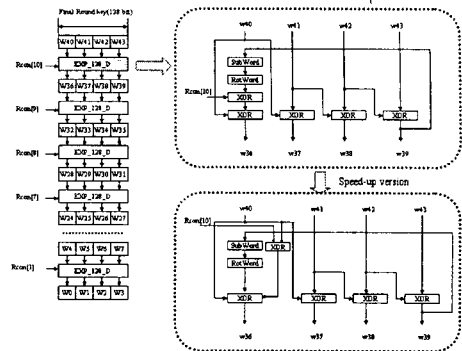 Final Round key(128 bit)
W40 W41 W42 W43
Rcon[10]
EXP_128_D
W36 W37 W38 W39
Rcon[9]
EXP_128_D
W32 W33 W34 W35
Rcon[8]
EXP_128_D
W28 W29 W30 W31
Rcon[7]
EXP_128_D
W24 W25 W26 W27
W4 W5 W6 W7
Rcon[1]
EXP_128_D
W0 W1 W2 W3
w40 w41 w42 w43
SubWord
RotWord
Rcon[10]
XOR
XOR XOR XOR XOR
w36 w37 w38 w39
Speed-up version
w40 w41 w42 w43
Rcon[10]
SubWord XOR
RotWord
XOR XOR XOR XOR
w36 w37 w38 w39